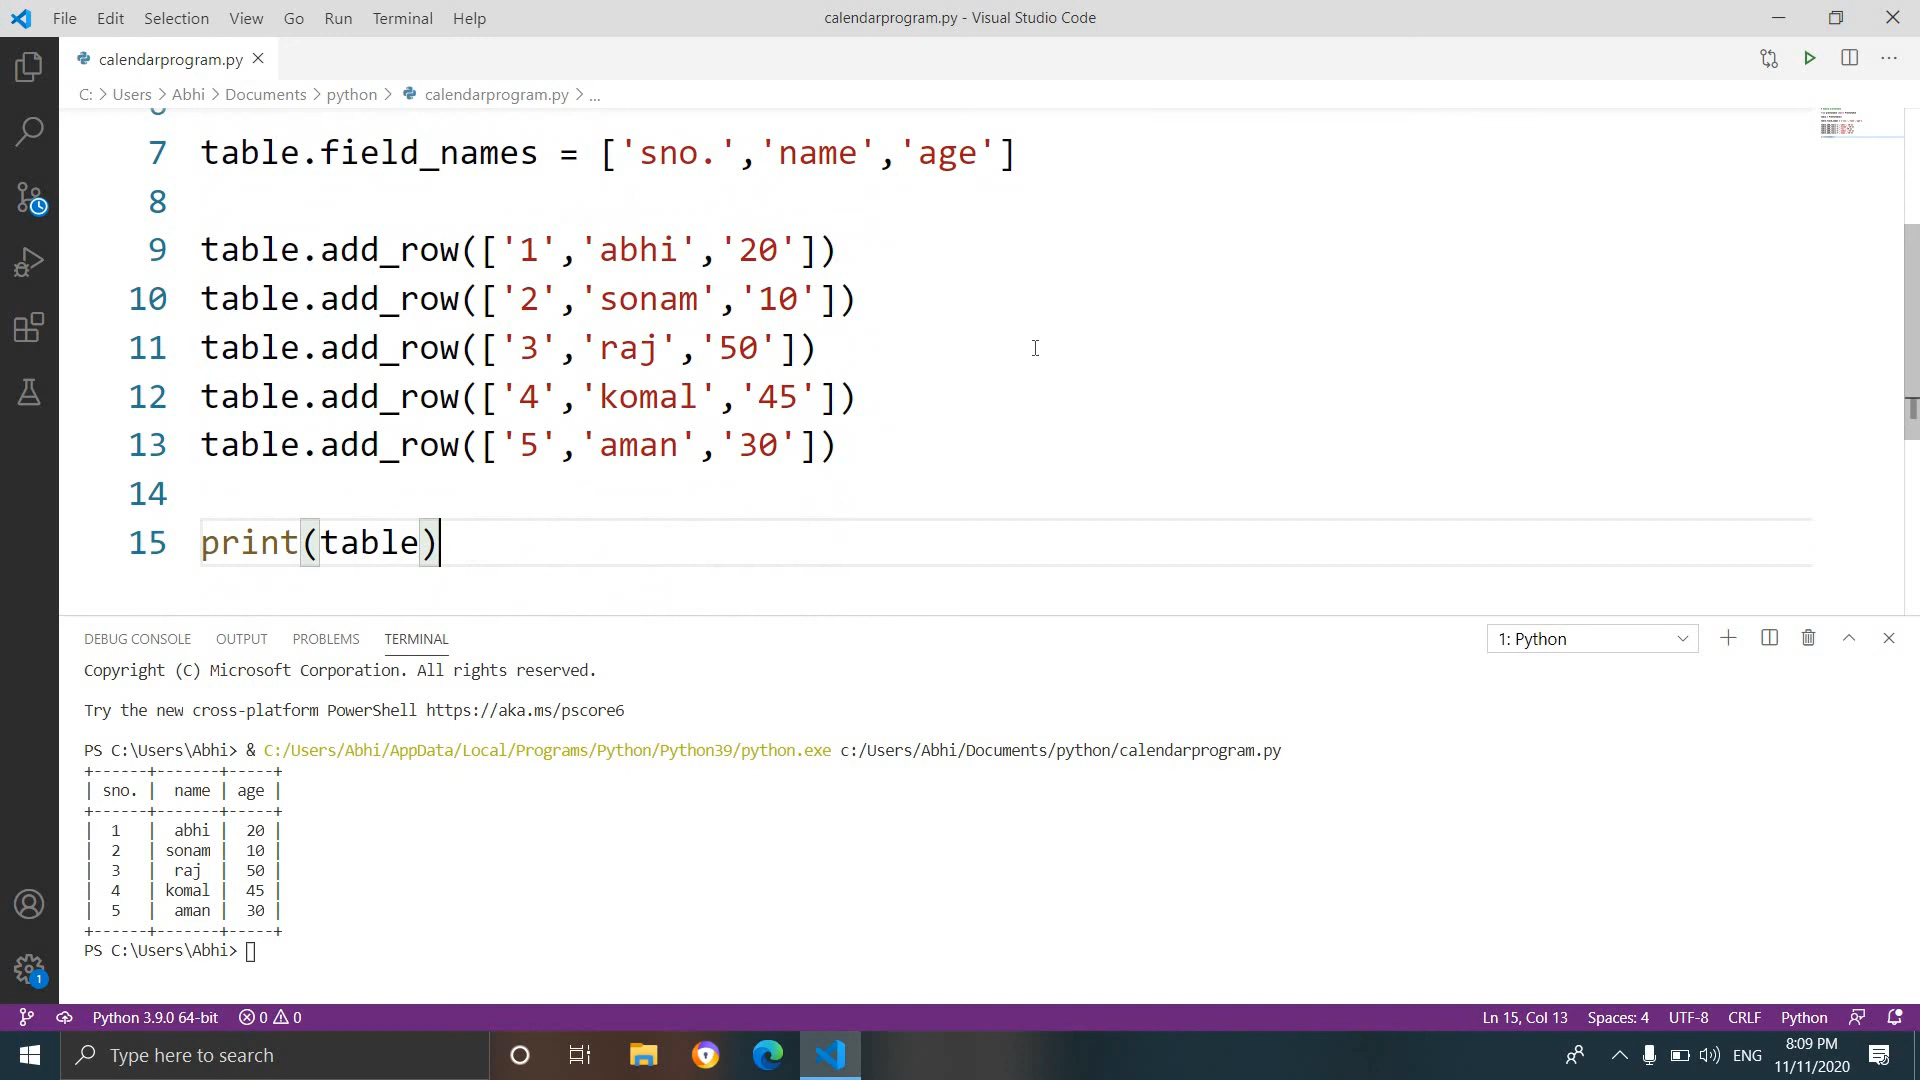 File Edit Selection View Go Run Terminal Help
calendarprogram.py - Visual Studio Code
calendarprogram.py
C: > Users > Abhi > Documents > python > calendarprogram.py > ...
7 table.field_names = ['sno.','name','age']
8
9 table.add_row(['1','abhi','20'])
10 table.add_row(['2','sonam','10'])
11 table.add_row(['3','raj','50'])
12 table.add_row(['4','komal','45'])
13 table.add_row(['5','aman','30'])
14
15 print(table)
DEBUG CONSOLE OUTPUT PROBLEMS TERMINAL
1: Python
Copyright (C) Microsoft Corporation. All rights reserved.
Try the new cross-platform PowerShell https://aka.ms/pscore6
PS C:\Users\Abhi> & C:/Users/Abhi/AppData/Local/Programs/Python/Python39/python.exe c:/Users/Abhi/Documents/python/calendarprogram.py
+------+-------+-----+
| sno. | name | age |
+------+-------+-----+
| 1 | abhi | 20 |
| 2 | sonam | 10 |
| 3 | raj | 50 |
| 4 | komal | 45 |
| 5 | aman | 30 |
+------+-------+-----+
PS C:\Users\Abhi>
1
Python 3.9.0 64-bit 0 0
Ln 15, Col 13 Spaces: 4 UTF-8 CRLF Python
Type here to search
ENG
8:09 PM
11/11/2020